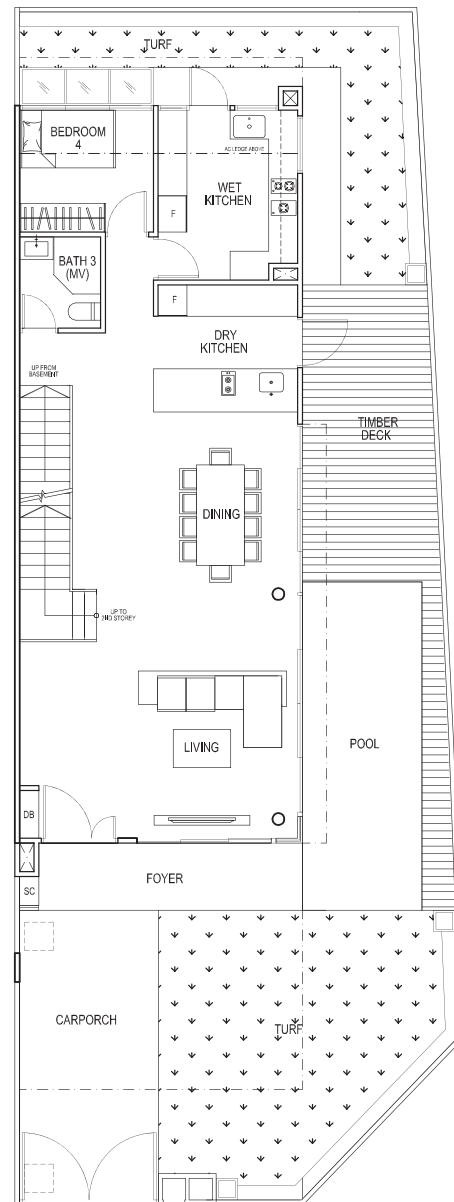 TURF
BEDROOM
4
AC LEDGE ABOVE
WET
KITCHEN
F
BATH 3
(MV)
F
DRY
KITCHEN
UP FROM
BASEMENT
TIMBER
DECK
DINING
UP TO
2ND STOREY
POOL
LIVING
DB
FOYER
SC
CARPORCH
TURF